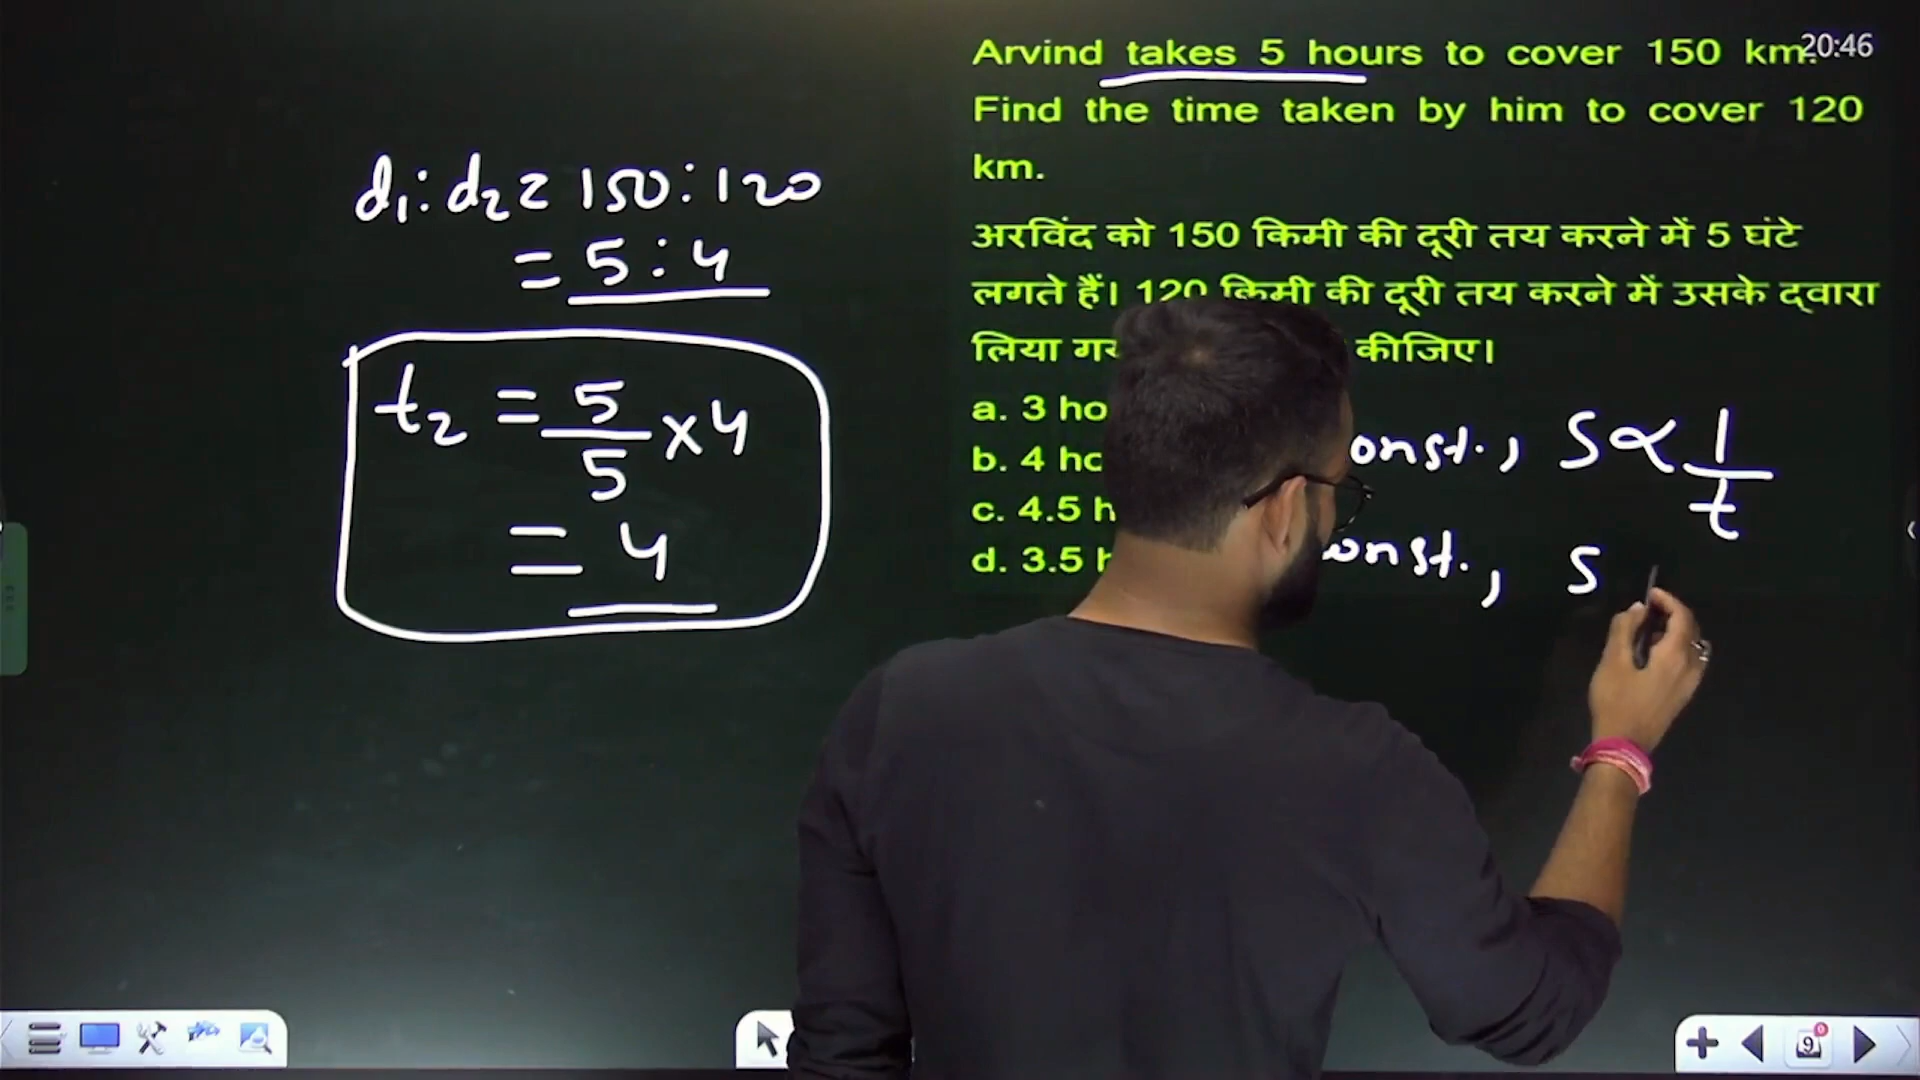 Arvind takes 5 hours to cover 150 km.
20:46
Find the time taken by him to cover 120
km.
अरविंद को 150 किमी की दूरी तय करने में 5 घंटे
लगते हैं। 120 किमी की दूरी तय करने में उसके द्वारा
लिया कीजिए।
a. 3
b. 4
c. 4.5
d. 3.5
d₁:d₂ = 150:120
= 5:4
t₂ = 5/5 × 4
= 4
onst., S∝1/t
onst., S
9
0